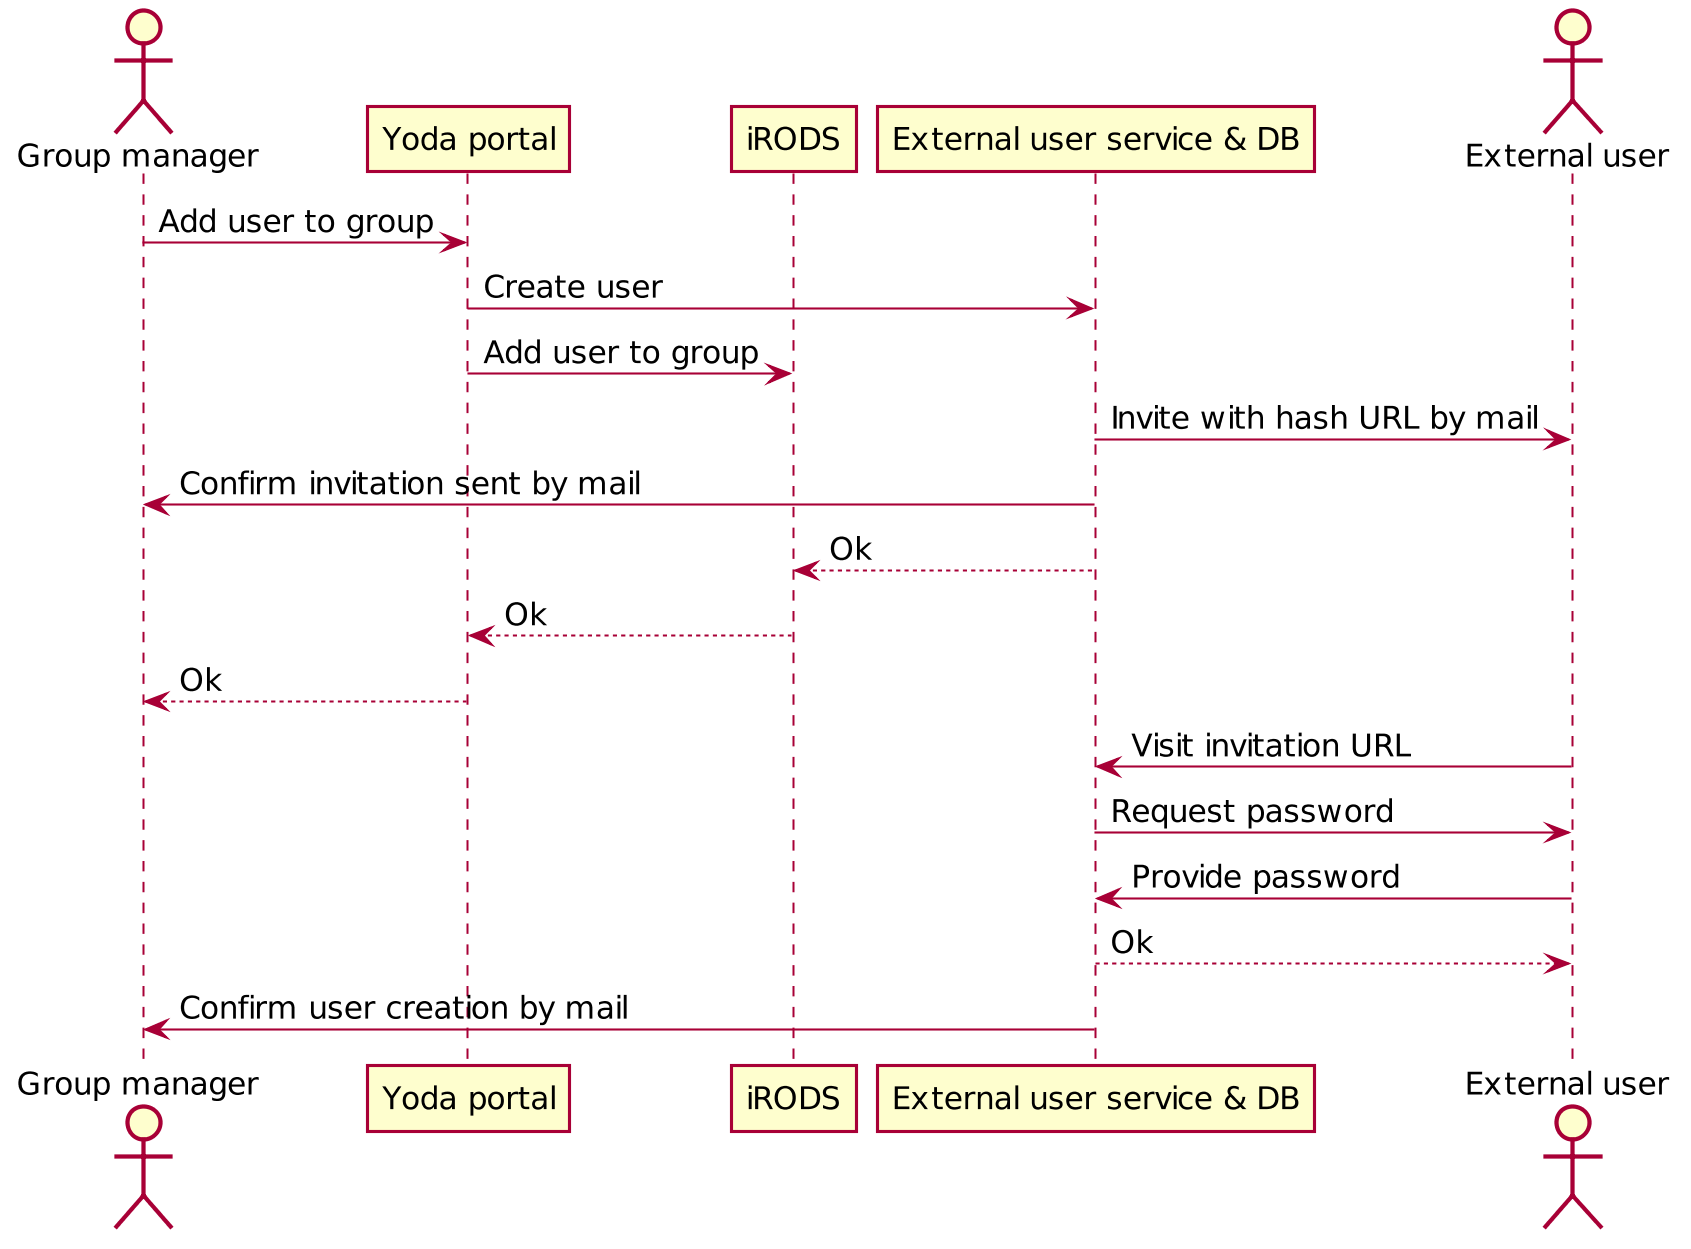 Group manager
Yoda portal
iRODS
External user service & DB
External user
Add user to group
Create user
Add user to group
Invite with hash URL by mail
Confirm invitation sent by mail
Ok
Ok
Ok
Visit invitation URL
Request password
Provide password
Ok
Confirm user creation by mail
Group manager
Yoda portal
iRODS
External user service & DB
External user